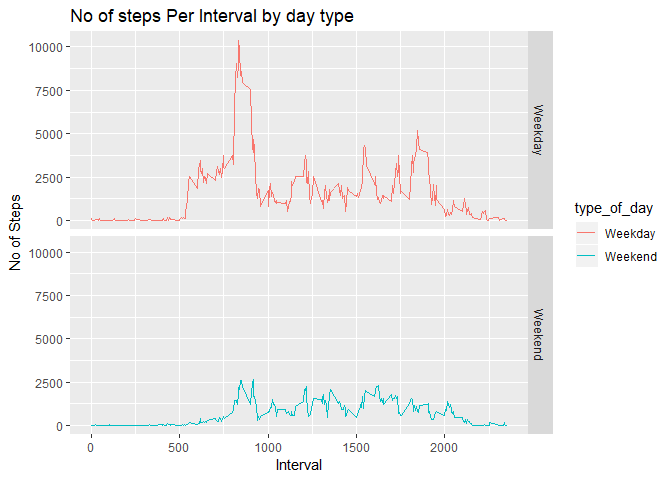 No of steps Per Interval by day type
10000
7500
5000
2500
0
Weekday
10000
7500
5000
2500
0
Weekend
0
500
1000
1500
2000
Interval
No of Steps
type_of_day
Weekday
Weekend